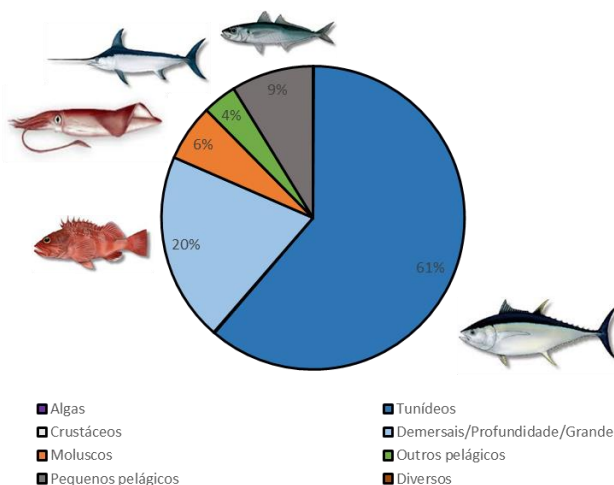 9%
4%
6%
20%
61%
Algas
Tunídeos
Crustáceos
Demersais/Profundidade/Grande
Moluscos
Outros pelágicos
Pequenos pelágicos
Diversos